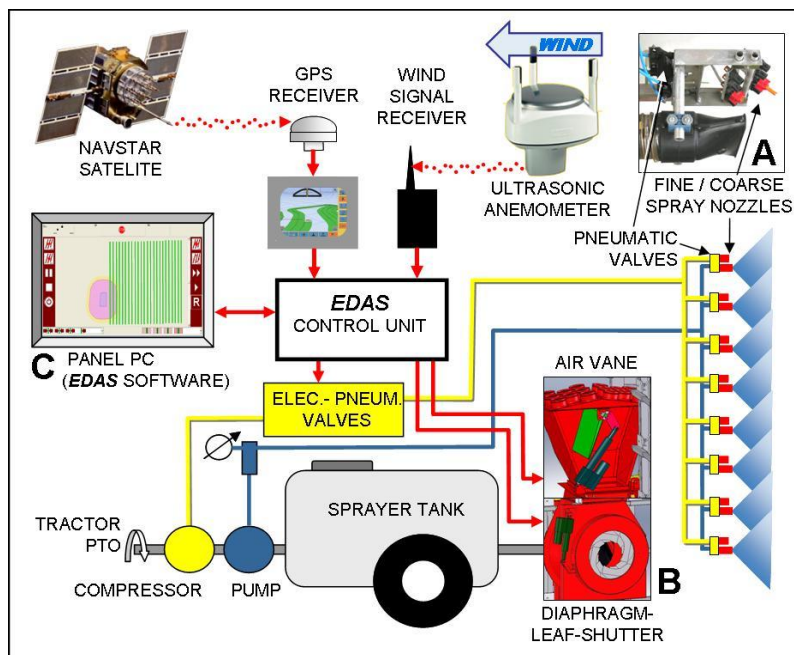 NAVSTAR
SATELITE
GPS
RECEIVER
WIND
SIGNAL
RECEIVER
WIND
ULTRASONIC
ANEMOMETER
A
FINE / COARSE
SPRAY NOZZLES
PNEUMATIC
VALVES
R
C
PANEL PC
(EDAS SOFTWARE)
EDAS
CONTROL UNIT
ELEC.- PNEUM.
VALVES
AIR VANE
SPRAYER TANK
TRACTOR
PTO
COMPRESSOR
PUMP
B
DIAPHRAGM-
LEAF-SHUTTER